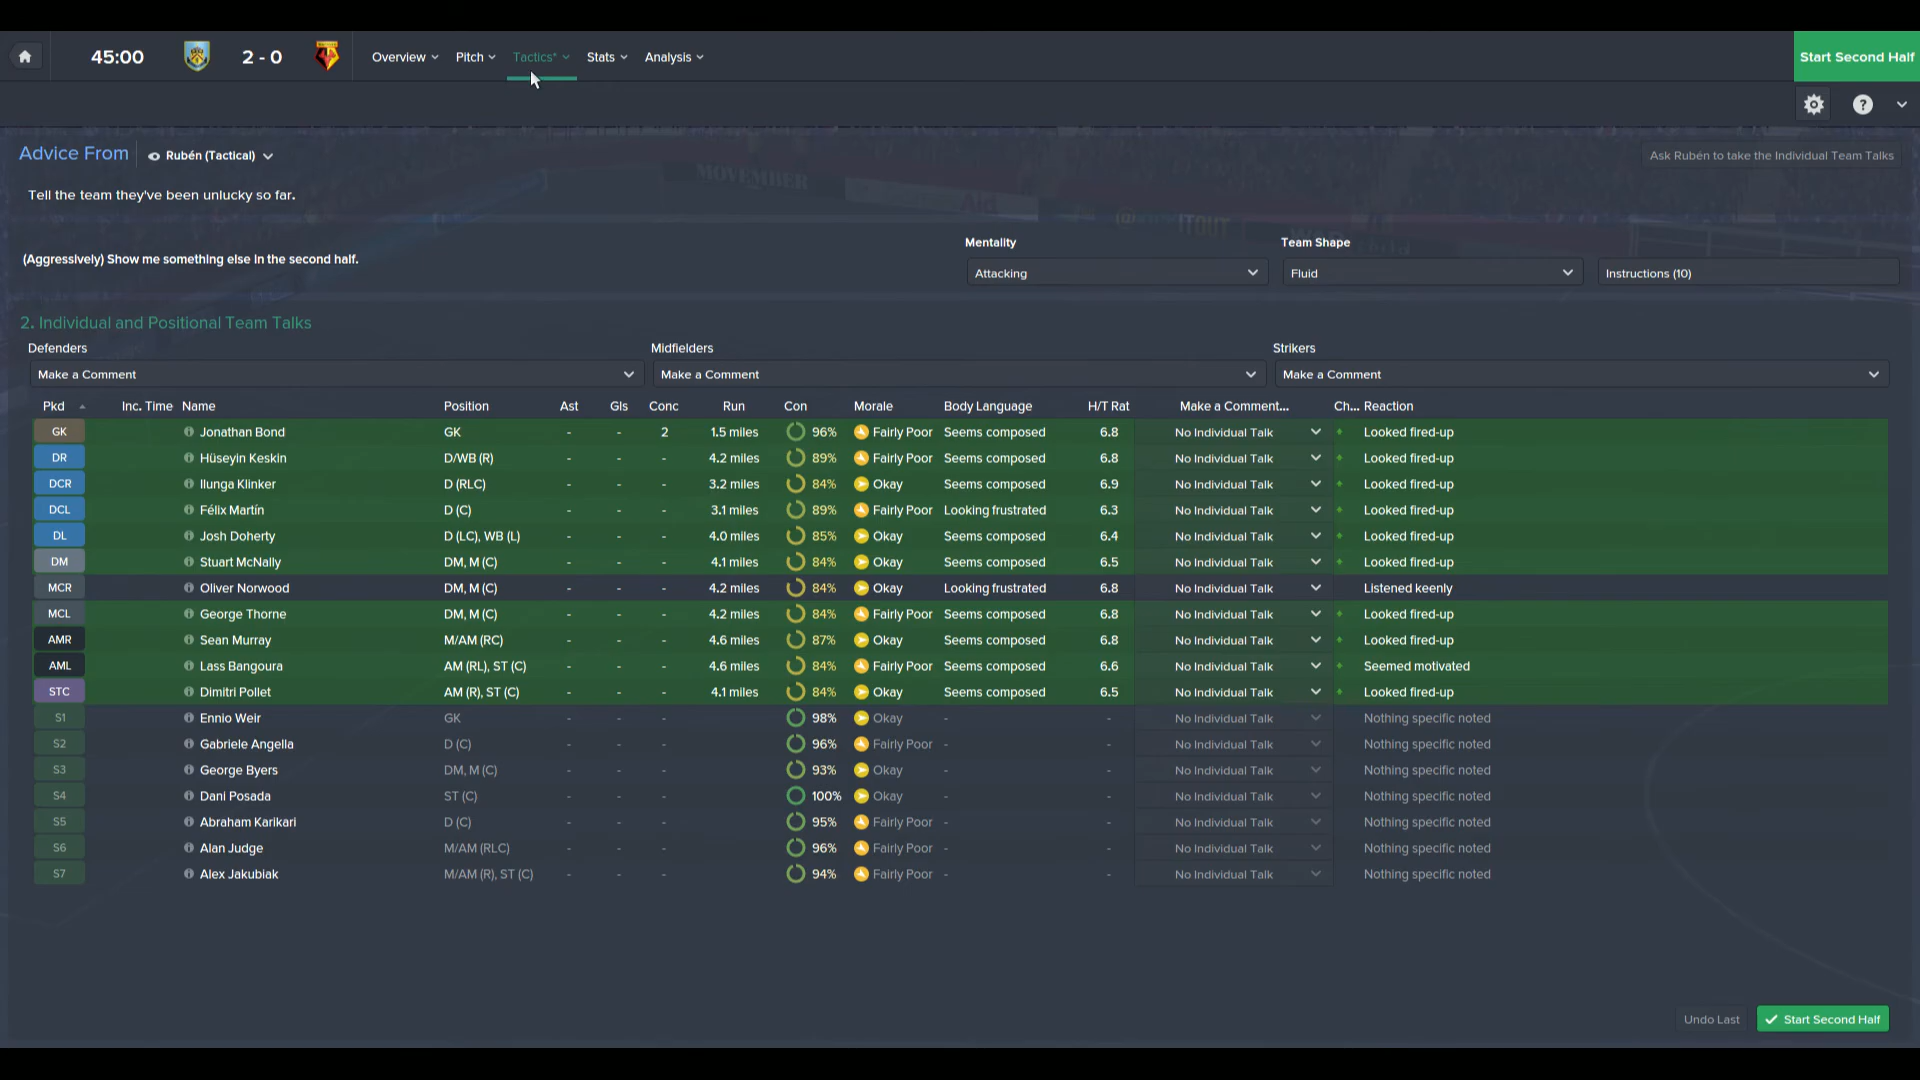 45:00 2 - 0 Overview Pitch Tactics* Stats Analysis Start Second Half
?
Advice From Rubén (Tactical) Ask Rubén to take the Individual Team Talks
MOVEMBER
Tell the team they've been unlucky so far.
Mentality Team Shape
(Aggressively) Show me something else in the second half.
Attacking Fluid Instructions (10)
2. Individual and Positional Team Talks
Defenders Midfielders Strikers
Make a Comment Make a Comment Make a Comment
Pkd Inc. Time Name Position Ast Gls Conc Run Con Morale Body Language H/T Rat Make a Comment... Ch... Reaction
GK Jonathan Bond GK - - 2 1.5 miles 96% Fairly Poor Seems composed 6.8 No Individual Talk Looked fired-up
DR Hüseyin Keskin D/WB (R) - - - 4.2 miles 89% Fairly Poor Seems composed 6.8 No Individual Talk Looked fired-up
DCR Ilunga Klinker D (RLC) - - - 3.2 miles 84% Okay Seems composed 6.9 No Individual Talk Looked fired-up
DCL Félix Martín D (C) - - - 3.1 miles 89% Fairly Poor Looking frustrated 6.3 No Individual Talk Looked fired-up
DL Josh Doherty D (LC), WB (L) - - - 4.0 miles 85% Okay Seems composed 6.4 No Individual Talk Looked fired-up
DM Stuart McNally DM, M (C) - - - 4.1 miles 84% Okay Seems composed 6.5 No Individual Talk Looked fired-up
MCR Oliver Norwood DM, M (C) - - - 4.2 miles 84% Okay Looking frustrated 6.8 No Individual Talk Listened keenly
MCL George Thorne DM, M (C) - - - 4.2 miles 84% Fairly Poor Seems composed 6.8 No Individual Talk Looked fired-up
AMR Sean Murray M/AM (RC) - - - 4.6 miles 87% Okay Seems composed 6.8 No Individual Talk Looked fired-up
AML Lass Bangoura AM (RL), ST (C) - - - 4.6 miles 84% Fairly Poor Seems composed 6.6 No Individual Talk Seemed motivated
STC Dimitri Pollet AM (R), ST (C) - - - 4.1 miles 84% Okay Seems composed 6.5 No Individual Talk Looked fired-up
S1 Ennio Weir GK - - - 98% Okay - - No Individual Talk Nothing specific noted
S2 Gabriele Angella D (C) - - - 96% Fairly Poor - - No Individual Talk Nothing specific noted
S3 George Byers DM, M (C) - - - 93% Okay - - No Individual Talk Nothing specific noted
S4 Dani Posada ST (C) - - - 100% Okay - - No Individual Talk Nothing specific noted
S5 Abraham Karikari D (C) - - - 95% Fairly Poor - - No Individual Talk Nothing specific noted
S6 Alan Judge M/AM (RLC) - - - 96% Fairly Poor - - No Individual Talk Nothing specific noted
S7 Alex Jakubiak M/AM (R), ST (C) - - - 94% Fairly Poor - - No Individual Talk Nothing specific noted
Undo Last Start Second Half